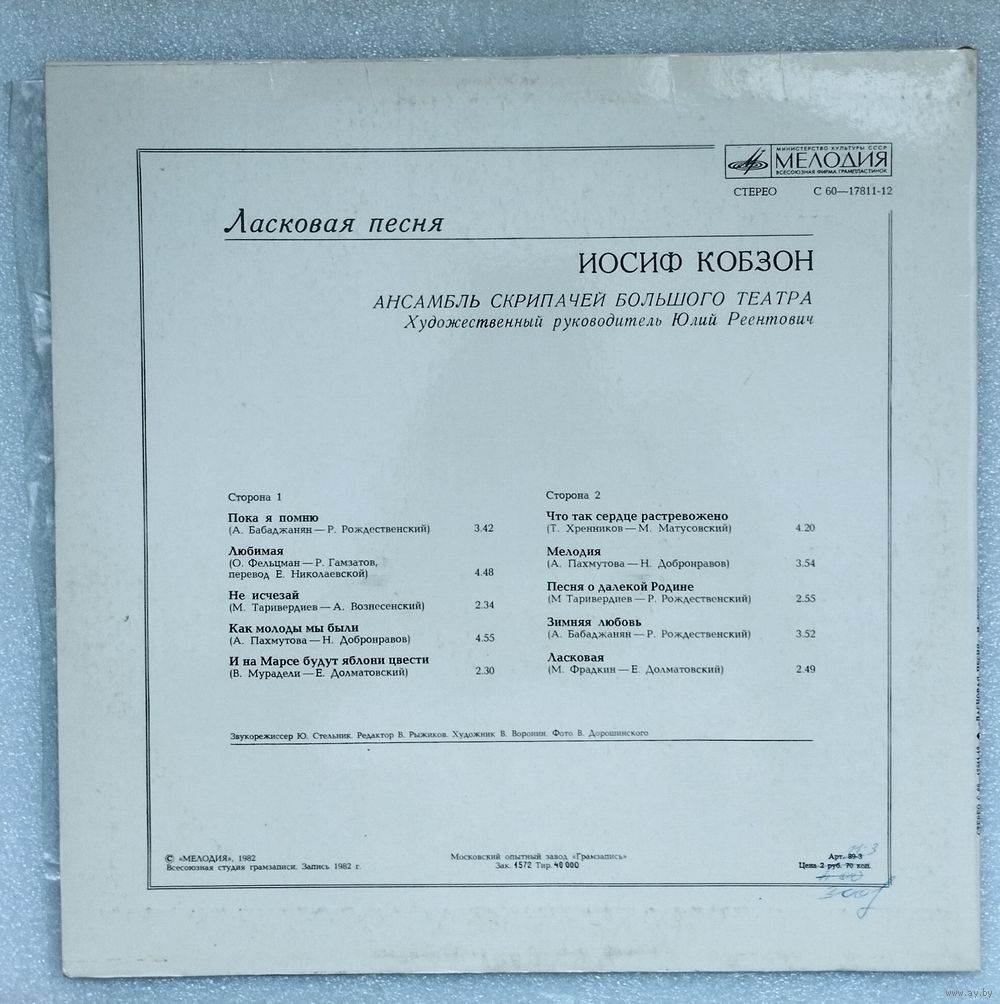 МИНИСТЕРСТВО КУЛЬТУРЫ СССР
МЕЛОДИЯ
ВСЕСОЮЗНАЯ ФИРМА ГРАМПЛАСТИНОК
СТЕРЕО С 60—17811-12
Ласковая песня
ИОСИФ КОБЗОН
АНСАМБЛЬ СКРИПАЧЕЙ БОЛЬШОГО ТЕАТРА
Художественный руководитель Юлий Реентович
Сторона 1
Пока я помню
(А. Бабаджанян — Р. Рождественский) 3.42
Любимая
(О. Фельцман — Р. Гамзатов,
перевод Е. Николаевской) 4.48
Не исчезай
(М. Таривердиев — А. Вознесенский) 2.34
Как молоды мы были
(А. Пахмутова — Н. Добронравов) 4.55
И на Марсе будут яблони цвести
(В. Мурадели — Е. Долматовский) 2.30
Сторона 2
Что так сердце растревожено
(Т. Хренников — М. Матусовский) 4.20
Мелодия
(А. Пахмутова — Н. Добронравов) 3.54
Песня о далекой Родине
(М Таривердиев — Р. Рождественский) 2.55
Зимняя любовь
(А. Бабаджанян — Р. Рождественский) 3.52
Ласковая
(М. Фрадкин — Е. Долматовский) 2.49
Звукорежиссер Ю. Стельник. Редактор В. Рыжиков. Художник В. Воронин. Фото В. Дорошинского
© «МЕЛОДИЯ», 1982
Всесоюзная студия грамзаписи. Запись 1982 г.
Московский опытный завод «Грамзапись»
Зак. 1572 Тир. 40 000
Арт. 89-3
Цена 2 руб. 70 коп.
www.ay.by